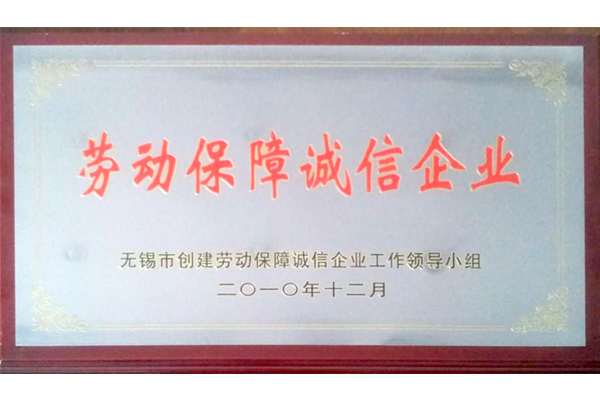 劳动保障诚信企业
无锡市创建劳动保障诚信企业工作领导小组
二〇一〇年十二月